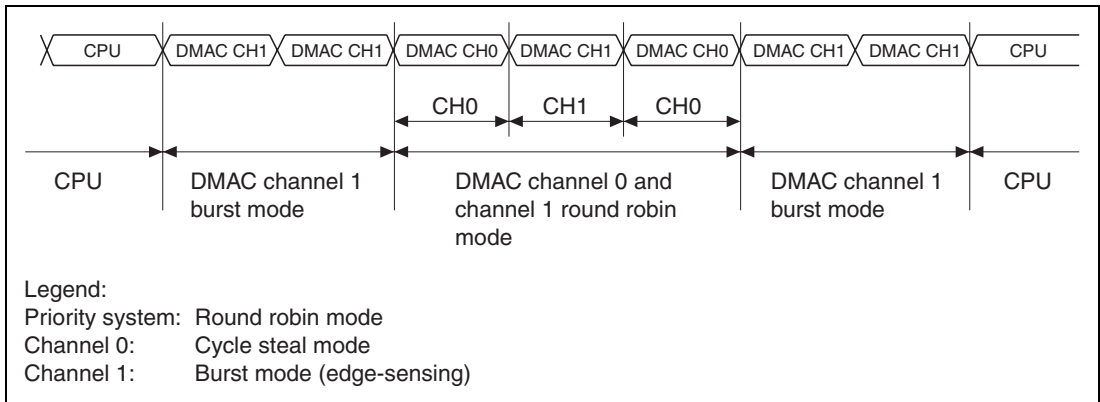 CPU DMAC CH1 DMAC CH1 DMAC CH0 DMAC CH1 DMAC CH0 DMAC CH1 DMAC CH1 CPU
CH0 CH1 CH0
CPU DMAC channel 1 DMAC channel 0 and DMAC channel 1 CPU
burst mode channel 1 round robin burst mode
mode
Legend:
Priority system: Round robin mode
Channel 0: Cycle steal mode
Channel 1: Burst mode (edge-sensing)